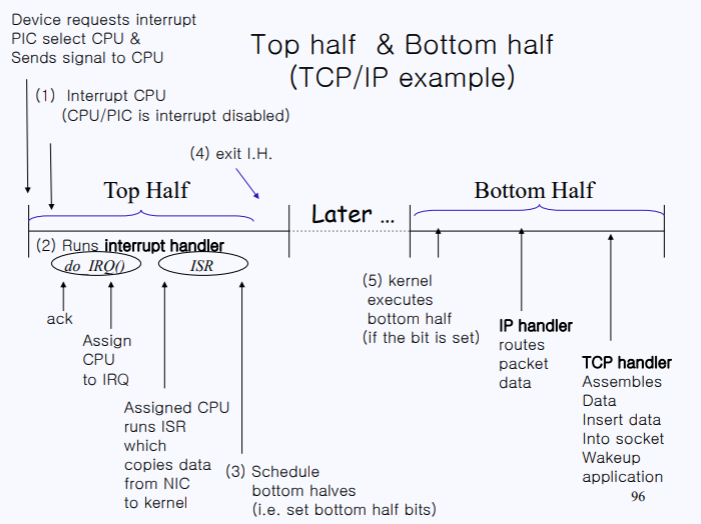 Device requests interrupt
PIC select CPU &
Sends signal to CPU
Top half & Bottom half
(TCP/IP example)
(1) Interrupt CPU
(CPU/PIC is interrupt disabled)
(4) exit I.H.
Top Half
Later ...
Bottom Half
(2) Runs interrupt handler
do_IRQ()
ISR
ack
Assign
CPU
to IRQ
Assigned CPU
runs ISR
which
copies data
from NIC
to kernel
(3) Schedule
bottom halves
(i.e. set bottom half bits)
(5) kernel
executes
bottom half
(if the bit is set)
IP handler
routes
packet
data
TCP handler
Assembles
Data
Insert data
Into socket
Wakeup
application
96